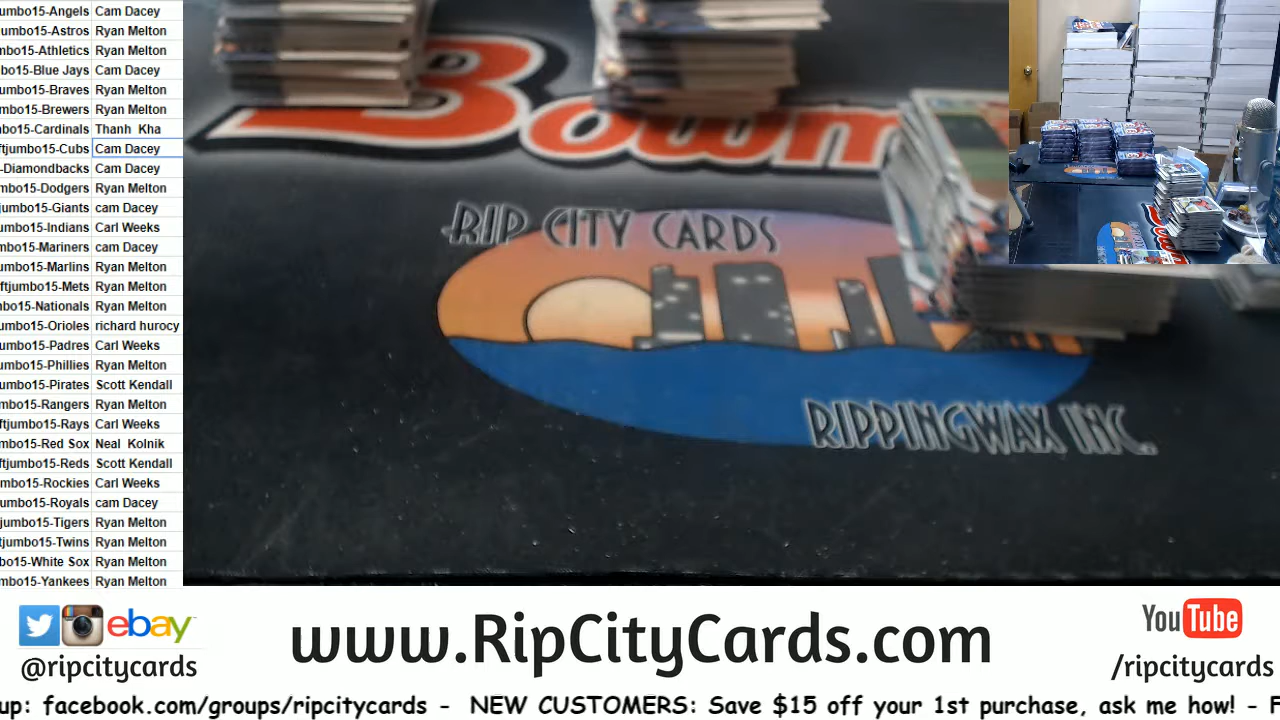 umbo15-Angels Cam Dacey
umbo15-Astros Ryan Melton
mbo15-Athletics Ryan Melton
bo15-Blue Jays Cam Dacey
umbo15-Braves Ryan Melton
mbo15-Brewers Ryan Melton
mbo15-Cardinals Thanh Kha
ftjumbo15-Cubs Cam Dacey
-Diamondbacks Cam Dacey
mbo15-Dodgers Ryan Melton
jumbo15-Giants cam Dacey
umbo15-Indians Carl Weeks
mbo15-Mariners cam Dacey
umbo15-Marlins Ryan Melton
ftjumbo15-Mets Ryan Melton
nbo15-Nationals Ryan Melton
umbo15-Orioles richard hurocy
umbo15-Padres Carl Weeks
umbo15-Phillies Ryan Melton
umbo15-Pirates Scott Kendall
mbo15-Rangers Ryan Melton
ftjumbo15-Rays Carl Weeks
mbo15-Red Sox Neal Kolnik
tjumbo15-Reds Scott Kendall
mbo15-Rockies Carl Weeks
umbo15-Royals cam Dacey
jumbo15-Tigers Ryan Melton
tjumbo15-Twins Ryan Melton
bo15-White Sox Ryan Melton
mbo15-Yankees Ryan Melton
Bowm
RIP CITY CARDS
RIPPINGWAX INC.
ebay
@ripcitycards
www.RipCityCards.com
YouTube
/ripcitycards
up: facebook.com/groups/ripcitycards - NEW CUSTOMERS: Save $15 off your 1st purchase, ask me how! - F